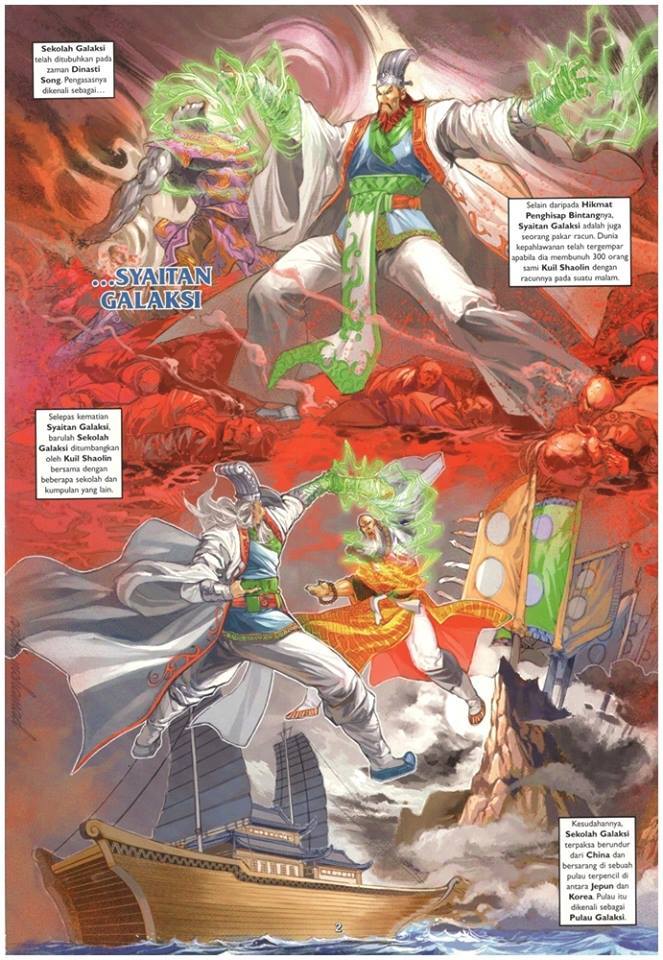 Sekolah Galaksi
telah ditubuhkan pada
zaman Dinasti
Song. Pengasasnya
dikenali sebagai...
...SYAITAN
GALAKSI
Selain daripada Hikmat
Penghisap Bintangnya,
Syaitan Galaksi adalah juga
seorang pakar racun. Dunia
kepahlawanan telah tergempar
apabila dia membunuh 300 orang
sami Kuil Shaolin dengan
racunnya pada suatu malam.
Selepas kematian
Syaitan Galaksi,
barulah Sekolah
Galaksi ditumbangkan
oleh Kuil Shaolin
bersama dengan
beberapa sekolah dan
kumpulan yang lain.
Kesudahannya,
Sekolah Galaksi
terpaksa berundur
dari China dan
bersarang di sebuah
pulau terpencil di
antara Jepun dan
Korea. Pulau itu
dikenali sebagai
Pulau Galaksi.
2